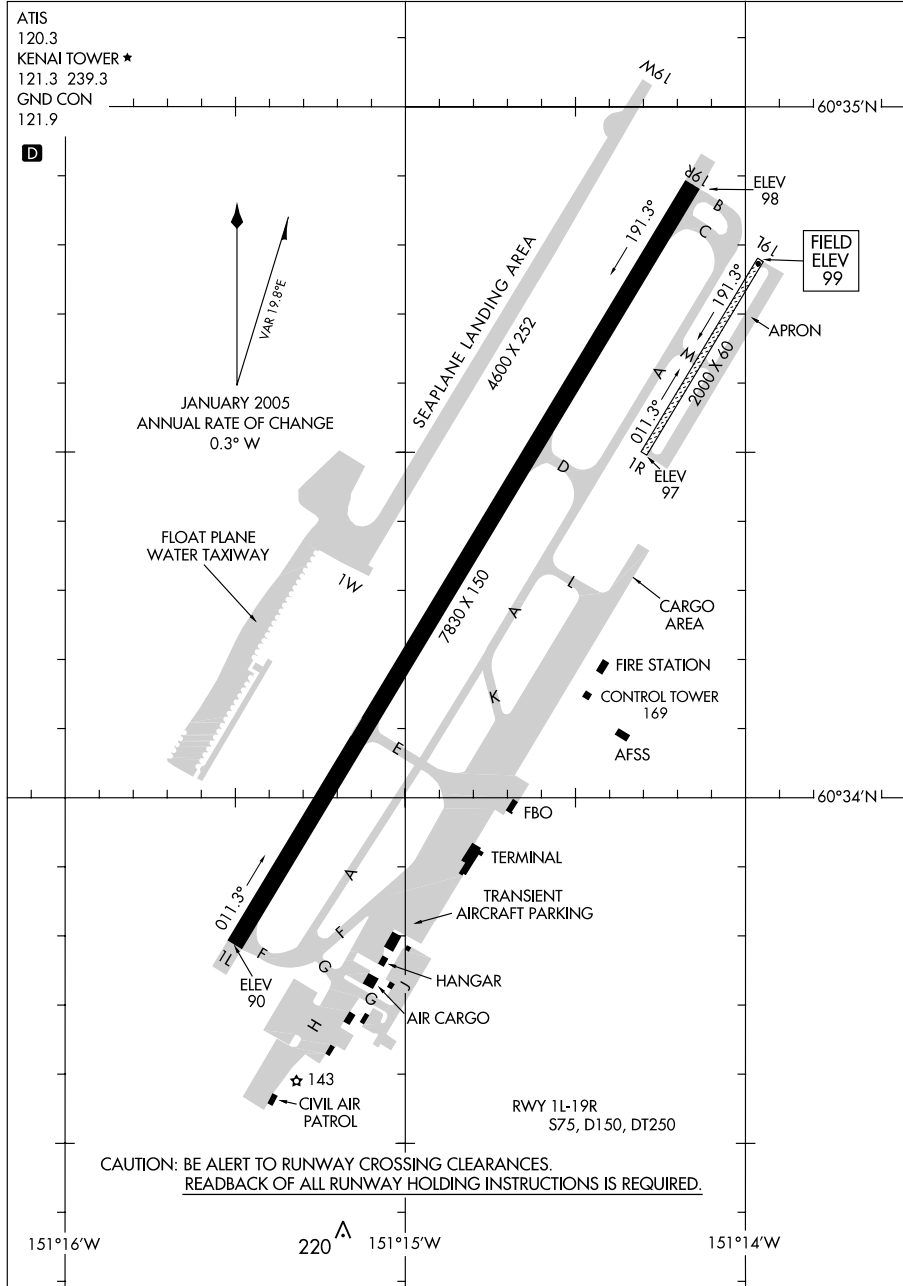 ATIS
120.3
KENAI TOWER ★
121.3 239.3
GND CON
121.9
D
19W
60°35'N
19R
ELEV
98
B
C
191.3°
19L
FIELD
ELEV
99
VAR 19.8°E
SEAPLANE LANDING AREA
4600 X 252
191.3°
APRON
A
M
2000 X 60
011.3°
JANUARY 2005
ANNUAL RATE OF CHANGE
0.3° W
1R
ELEV
97
D
FLOAT PLANE
WATER TAXIWAY
1W
7830 X 150
L
A
CARGO
AREA
FIRE STATION
K
CONTROL TOWER
169
E
AFSS
60°34'N
FBO
TERMINAL
A
011.3°
TRANSIENT
AIRCRAFT PARKING
F
1L
F
G
ELEV
90
HANGAR
J
G
AIR CARGO
H
143
CIVIL AIR
PATROL
RWY 1L-19R
S75, D150, DT250
CAUTION: BE ALERT TO RUNWAY CROSSING CLEARANCES.
READBACK OF ALL RUNWAY HOLDING INSTRUCTIONS IS REQUIRED.
151°16'W
220
151°15'W
151°14'W